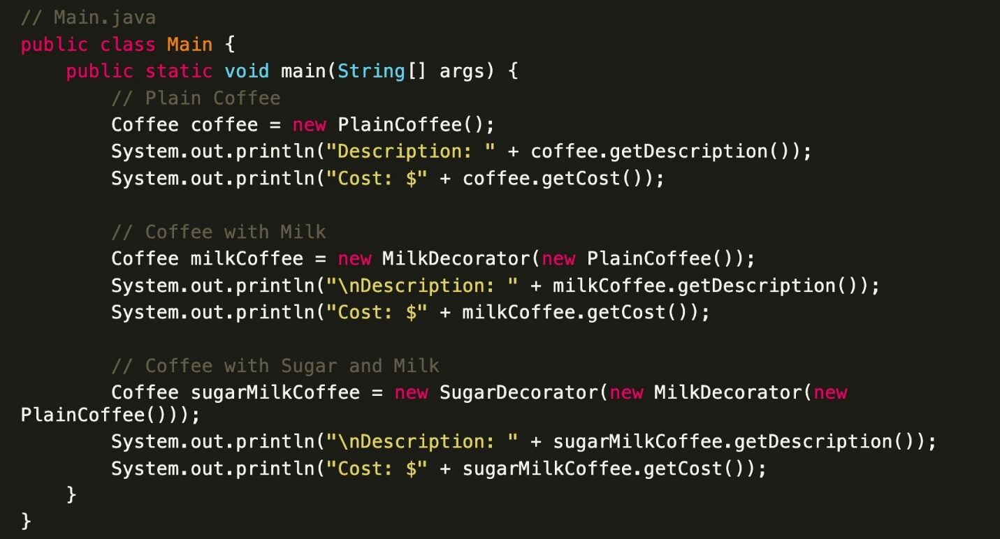 // Main.java
public class Main {
    public static void main(String[] args) {
        // Plain Coffee
        Coffee coffee = new PlainCoffee();
        System.out.println("Description: " + coffee.getDescription());
        System.out.println("Cost: $" + coffee.getCost());

        // Coffee with Milk
        Coffee milkCoffee = new MilkDecorator(new PlainCoffee());
        System.out.println("\nDescription: " + milkCoffee.getDescription());
        System.out.println("Cost: $" + milkCoffee.getCost());

        // Coffee with Sugar and Milk
        Coffee sugarMilkCoffee = new SugarDecorator(new MilkDecorator(new
PlainCoffee()));
        System.out.println("\nDescription: " + sugarMilkCoffee.getDescription());
        System.out.println("Cost: $" + sugarMilkCoffee.getCost());
    }
}